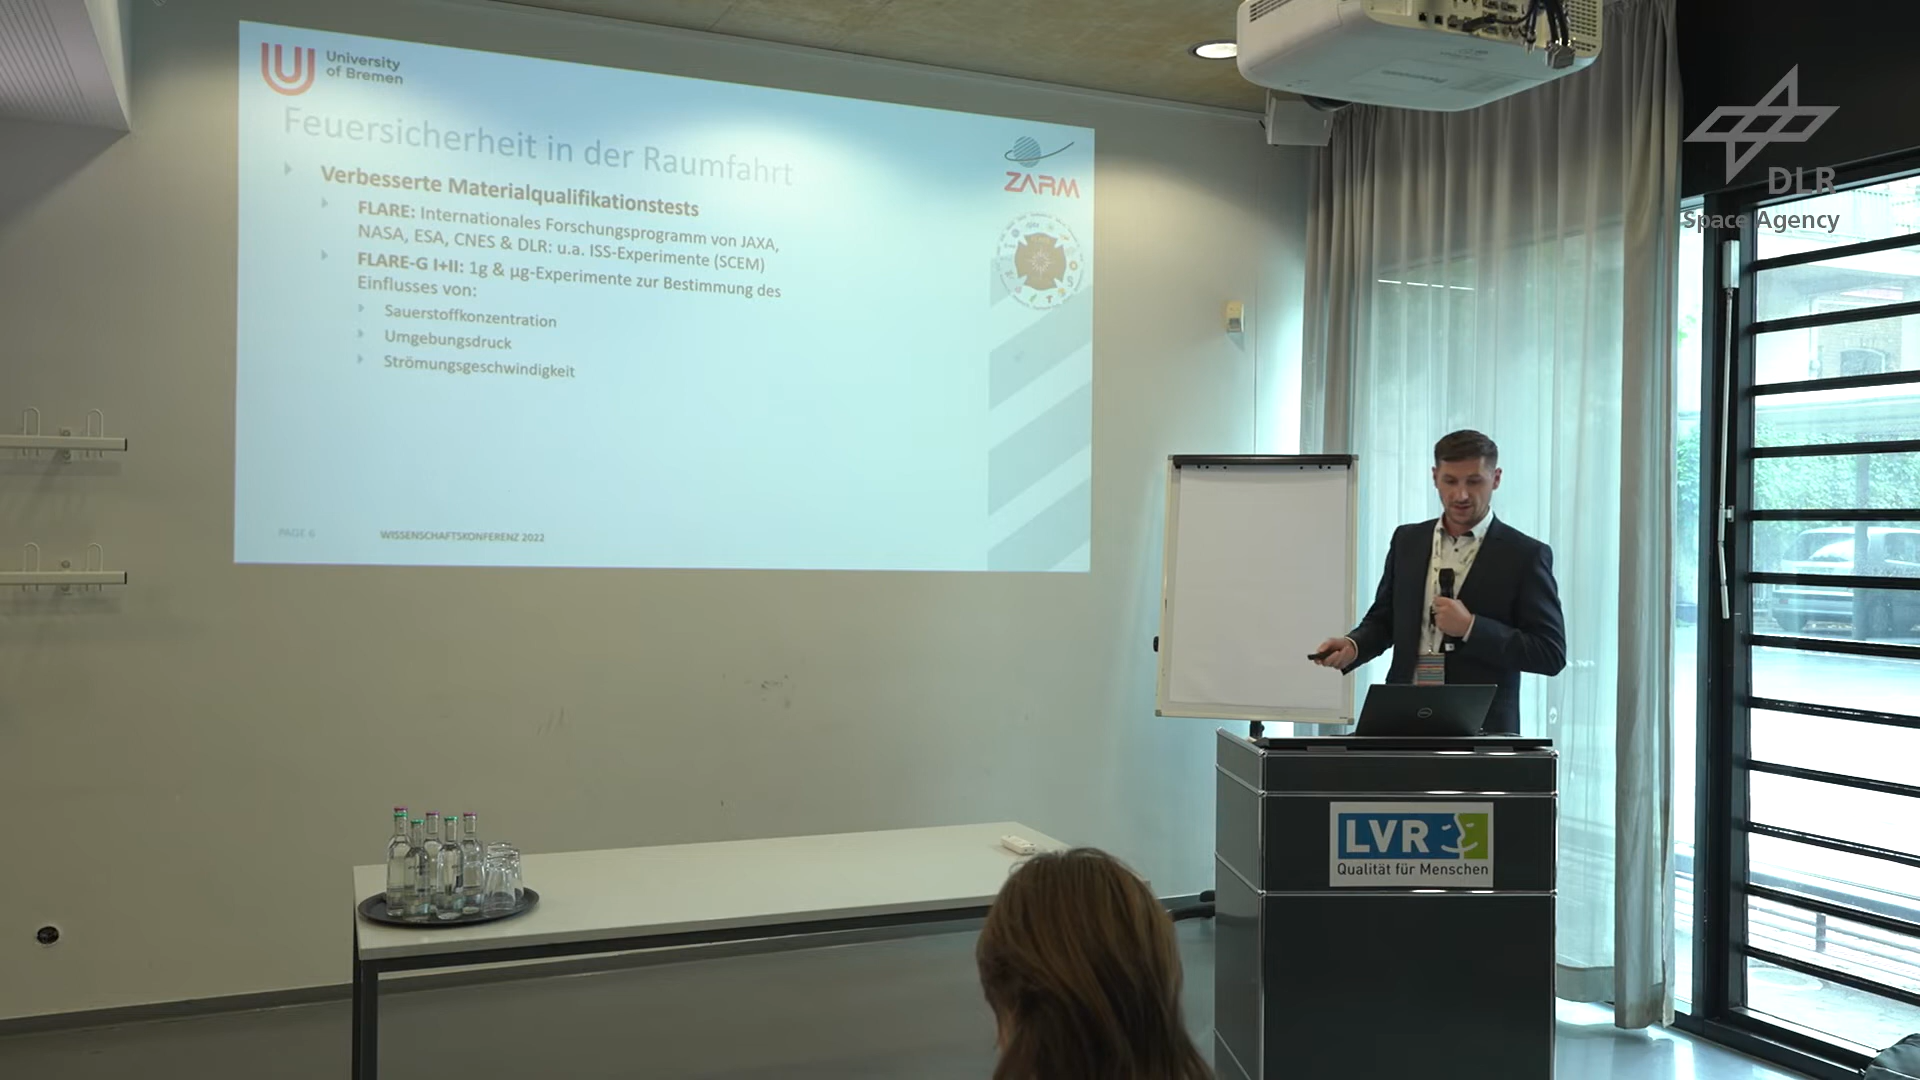 University
of Bremen
Feuersicherheit in der Raumfahrt
Verbesserte Materialqualifikationstests
FLARE: Internationales Forschungsprogramm von JAXA,
NASA, ESA, CNES & DLR: u.a. ISS-Experimente (SCEM)
FLARE-G I+II: 1g & µg-Experimente zur Bestimmung des
Einflusses von:
Sauerstoffkonzentration
Umgebungsdruck
Strömungsgeschwindigkeit
ZARM
PAGE 6
WISSENSCHAFTSKONFERENZ 2022
DLR
Space Agency
DELL
LVR
Qualität für Menschen